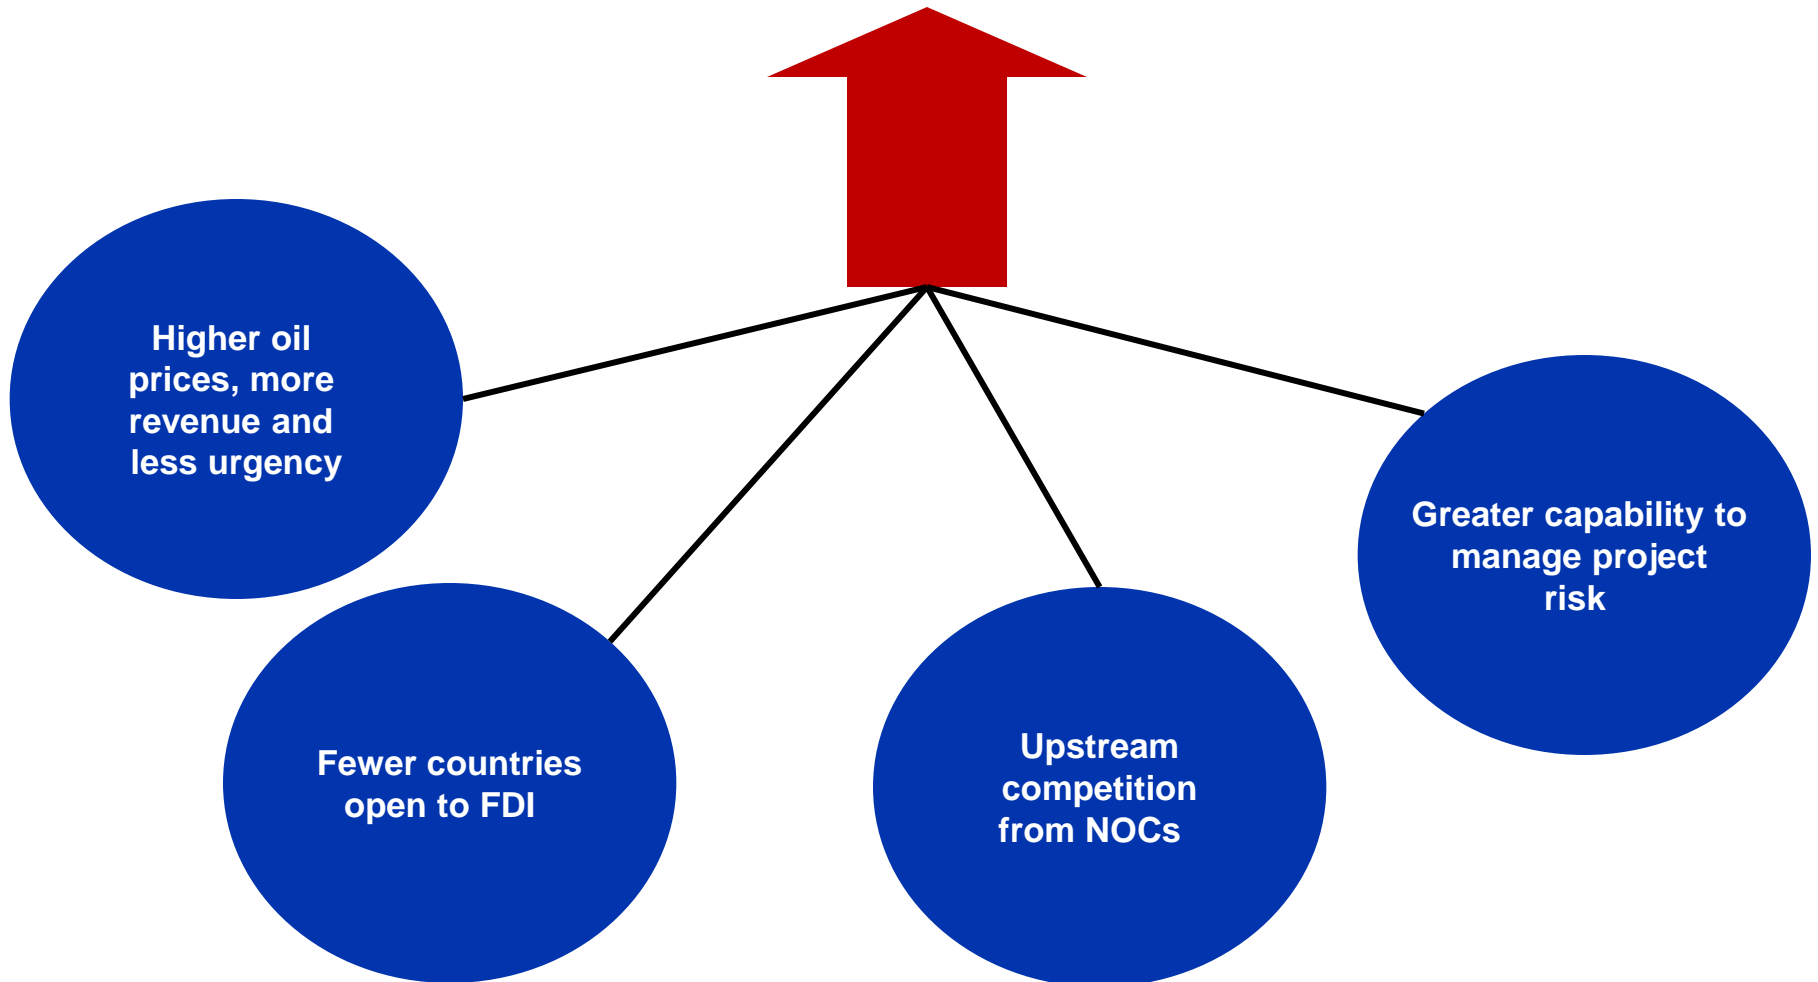 Higher oil
prices, more
revenue and
less urgency
Fewer countries
open to FDI
Upstream
competition
from NOCs
Greater capability to
manage project
risk